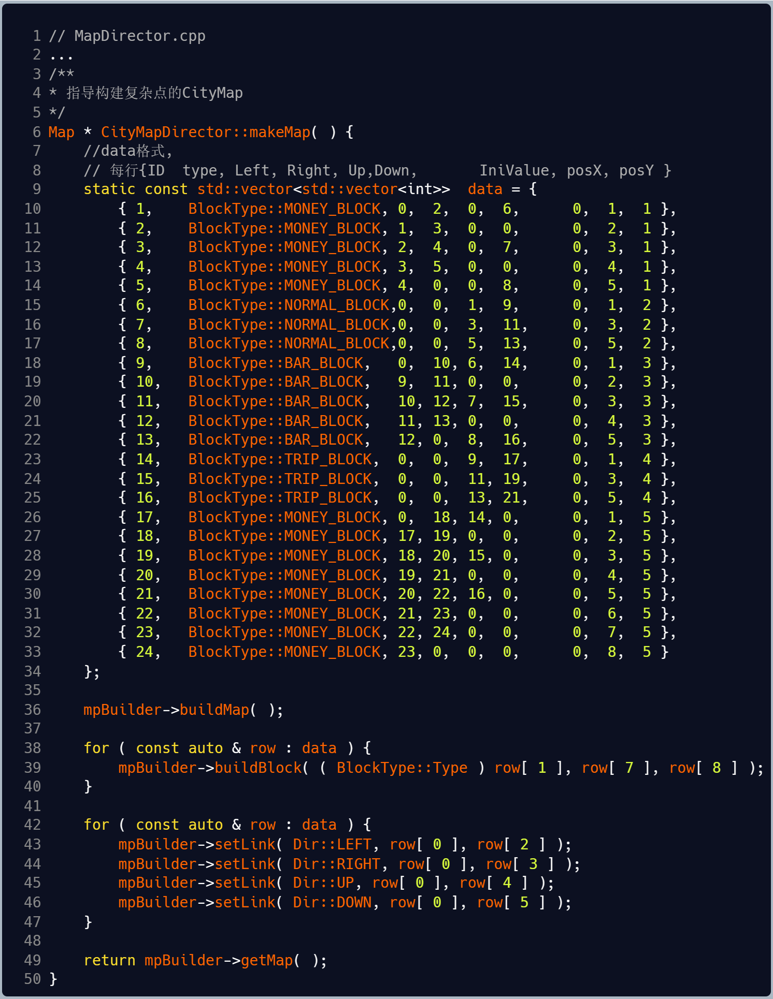 1 // MapDirector.cpp
2 ...
3 /**
4 * 指导构建复杂点的CityMap
5 */
6 Map * CityMapDirector::makeMap( ) {
7     //data格式,
8     // 每行{ID  type, Left, Right, Up,Down,       IniValue, posX, posY }
9     static const std::vector<std::vector<int>>  data = {
10         { 1,    BlockType::MONEY_BLOCK, 0,  2,  0,  6,      0,  1,  1 },
11         { 2,    BlockType::MONEY_BLOCK, 1,  3,  0,  0,      0,  2,  1 },
12         { 3,    BlockType::MONEY_BLOCK, 2,  4,  0,  7,      0,  3,  1 },
13         { 4,    BlockType::MONEY_BLOCK, 3,  5,  0,  0,      0,  4,  1 },
14         { 5,    BlockType::MONEY_BLOCK, 4,  0,  0,  8,      0,  5,  1 },
15         { 6,    BlockType::NORMAL_BLOCK,0,  0,  1,  9,      0,  1,  2 },
16         { 7,    BlockType::NORMAL_BLOCK,0,  0,  3,  11,     0,  3,  2 },
17         { 8,    BlockType::NORMAL_BLOCK,0,  0,  5,  13,     0,  5,  2 },
18         { 9,    BlockType::BAR_BLOCK,   0,  10, 6,  14,     0,  1,  3 },
19         { 10,   BlockType::BAR_BLOCK,   9,  11, 0,  0,      0,  2,  3 },
20         { 11,   BlockType::BAR_BLOCK,   10, 12, 7,  15,     0,  3,  3 },
21         { 12,   BlockType::BAR_BLOCK,   11, 13, 0,  0,      0,  4,  3 },
22         { 13,   BlockType::BAR_BLOCK,   12, 0,  8,  16,     0,  5,  3 },
23         { 14,   BlockType::TRIP_BLOCK,  0,  0,  9,  17,     0,  1,  4 },
24         { 15,   BlockType::TRIP_BLOCK,  0,  0,  11, 19,     0,  3,  4 },
25         { 16,   BlockType::TRIP_BLOCK,  0,  0,  13, 21,     0,  5,  4 },
26         { 17,   BlockType::MONEY_BLOCK, 0,  18, 14, 0,      0,  1,  5 },
27         { 18,   BlockType::MONEY_BLOCK, 17, 19, 0,  0,      0,  2,  5 },
28         { 19,   BlockType::MONEY_BLOCK, 18, 20, 15, 0,      0,  3,  5 },
29         { 20,   BlockType::MONEY_BLOCK, 19, 21, 0,  0,      0,  4,  5 },
30         { 21,   BlockType::MONEY_BLOCK, 20, 22, 16, 0,      0,  5,  5 },
31         { 22,   BlockType::MONEY_BLOCK, 21, 23, 0,  0,      0,  6,  5 },
32         { 23,   BlockType::MONEY_BLOCK, 22, 24, 0,  0,      0,  7,  5 },
33         { 24,   BlockType::MONEY_BLOCK, 23, 0,  0,  0,      0,  8,  5 }
34     };
35
36     mpBuilder->buildMap( );
37
38     for ( const auto & row : data ) {
39         mpBuilder->buildBlock( ( BlockType::Type ) row[ 1 ], row[ 7 ], row[ 8 ] );
40     }
41
42     for ( const auto & row : data ) {
43         mpBuilder->setLink( Dir::LEFT, row[ 0 ], row[ 2 ] );
44         mpBuilder->setLink( Dir::RIGHT, row[ 0 ], row[ 3 ] );
45         mpBuilder->setLink( Dir::UP, row[ 0 ], row[ 4 ] );
46         mpBuilder->setLink( Dir::DOWN, row[ 0 ], row[ 5 ] );
47     }
48
49     return mpBuilder->getMap( );
50 }